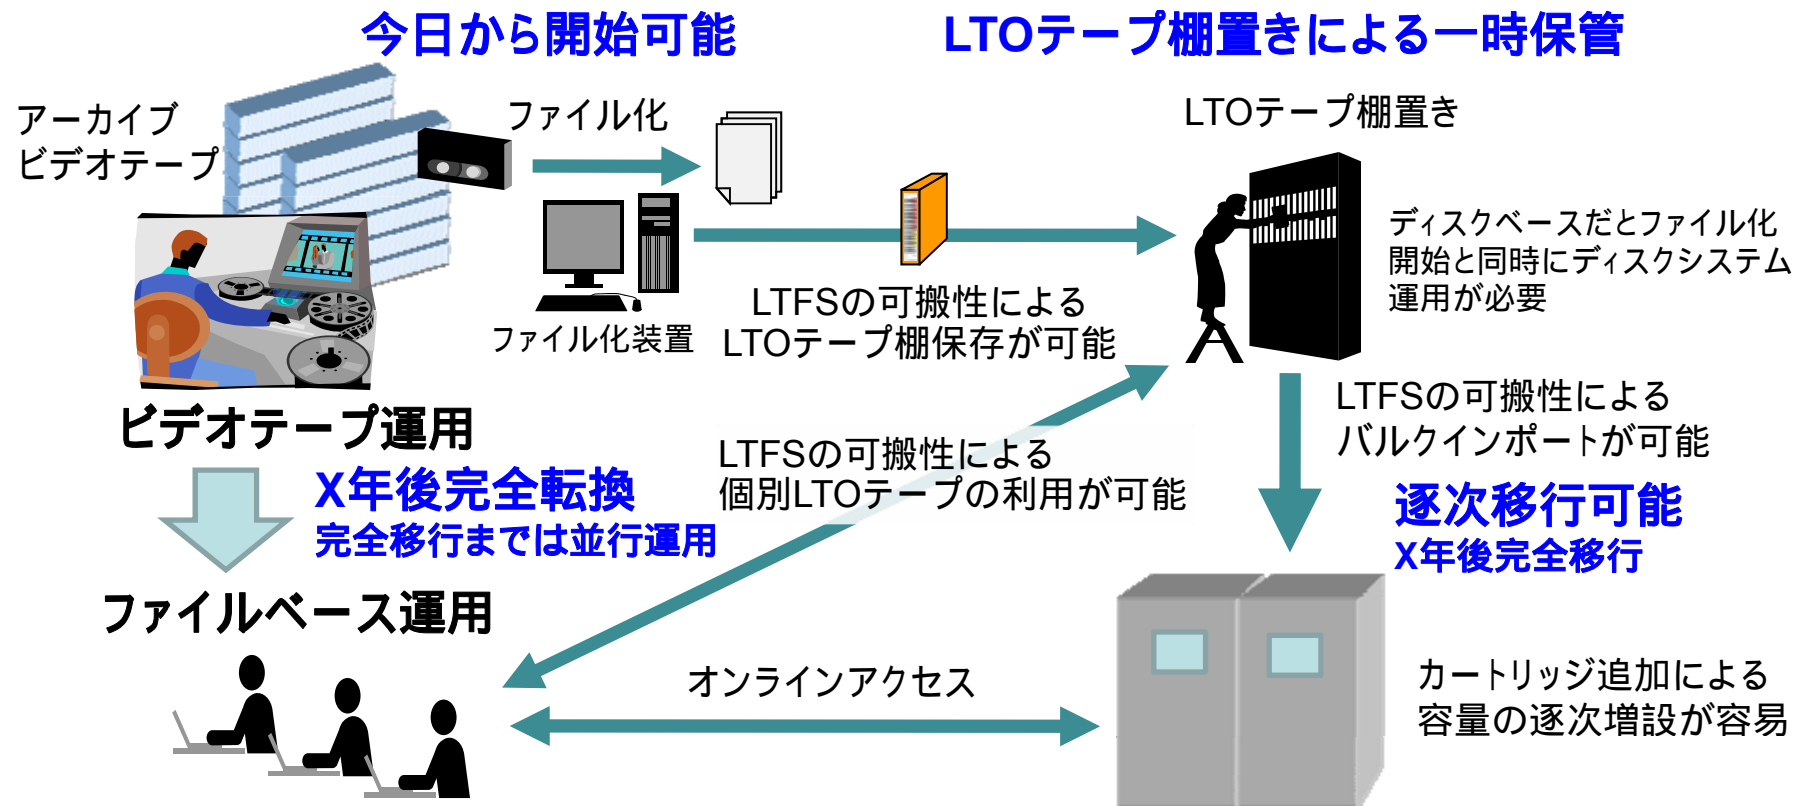 今日から開始可能
LTOテープ棚置きによる一時保管
アーカイブ
ビデオテープ
ファイル化
ファイル化装置
LTFSの可搬性による
LTOテープ棚保存が可能
LTOテープ棚置き
ディスクベースだとファイル化
開始と同時にディスクシステム
運用が必要
ビデオテープ運用
X年後完全転換
完全移行までは並行運用
ファイルベース運用
LTFSの可搬性による
個別LTOテープの利用が可能
LTFSの可搬性による
バルクインポートが可能
逐次移行可能
X年後完全移行
オンラインアクセス
カートリッジ追加による
容量の逐次増設が容易